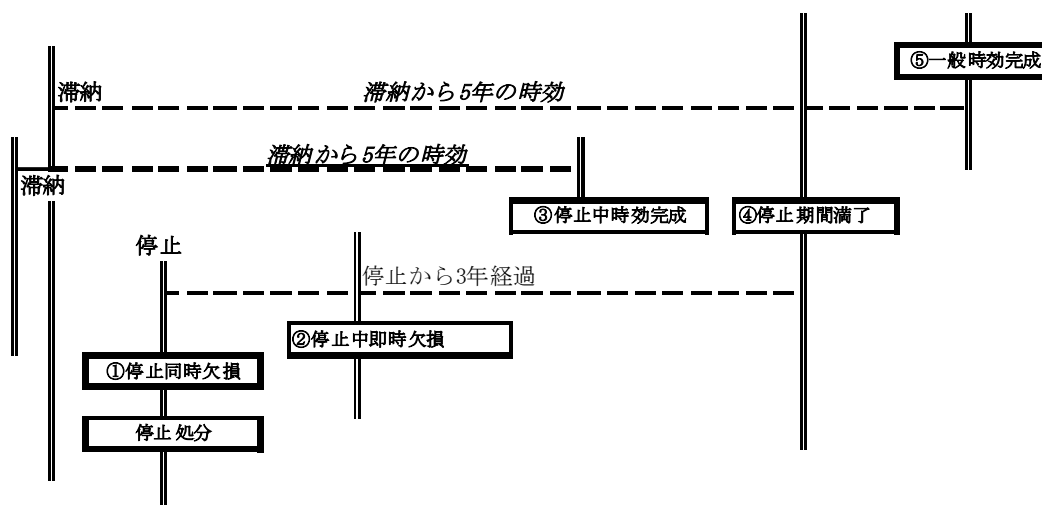 ⑤一般時効完成
滞納
滞納から5年の時効
滞納から5年の時効
滞納
③停止中時効完成
④停止期間満了
停止
停止から3年経過
②停止中即時欠損
①停止同時欠損
停止処分